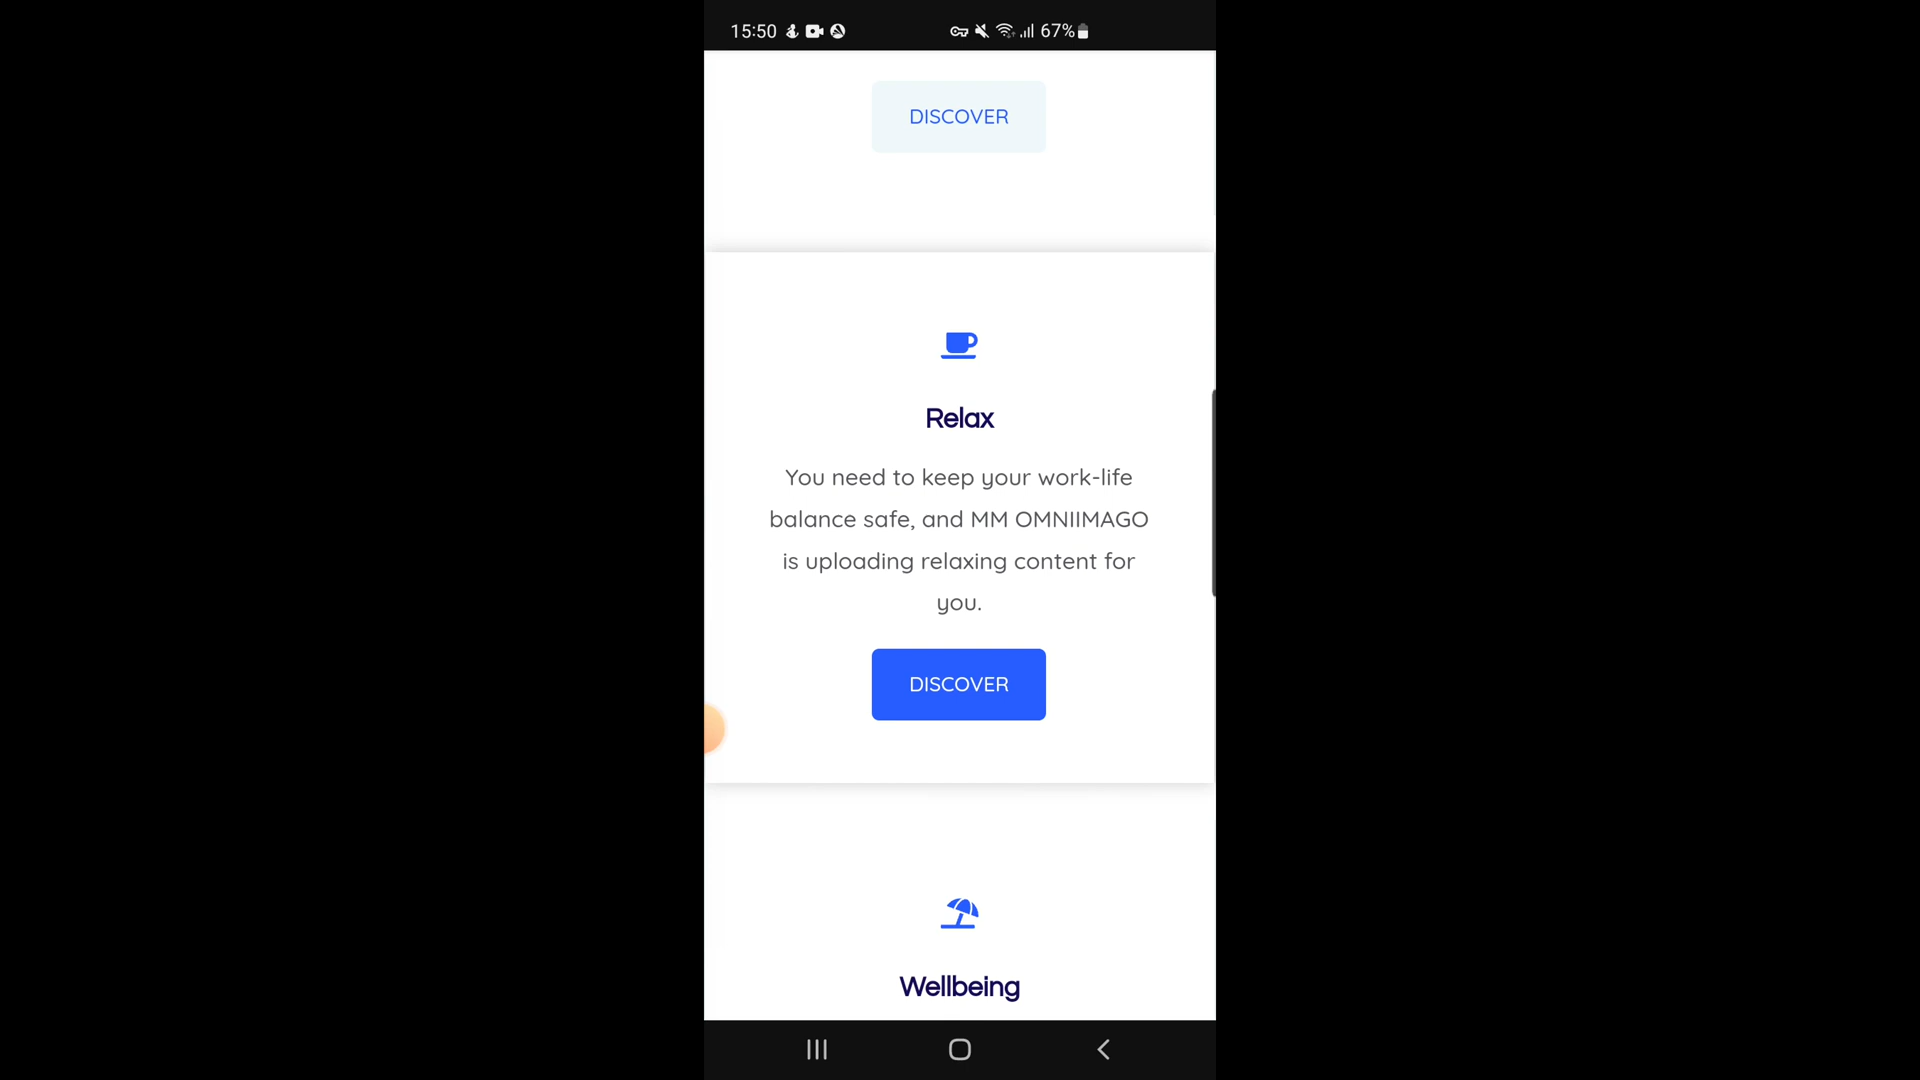 15:50 67%
DISCOVER
Relax
You need to keep your work-life
balance safe, and MM OMNIIMAGO
is uploading relaxing content for
you.
DISCOVER
Wellbeing